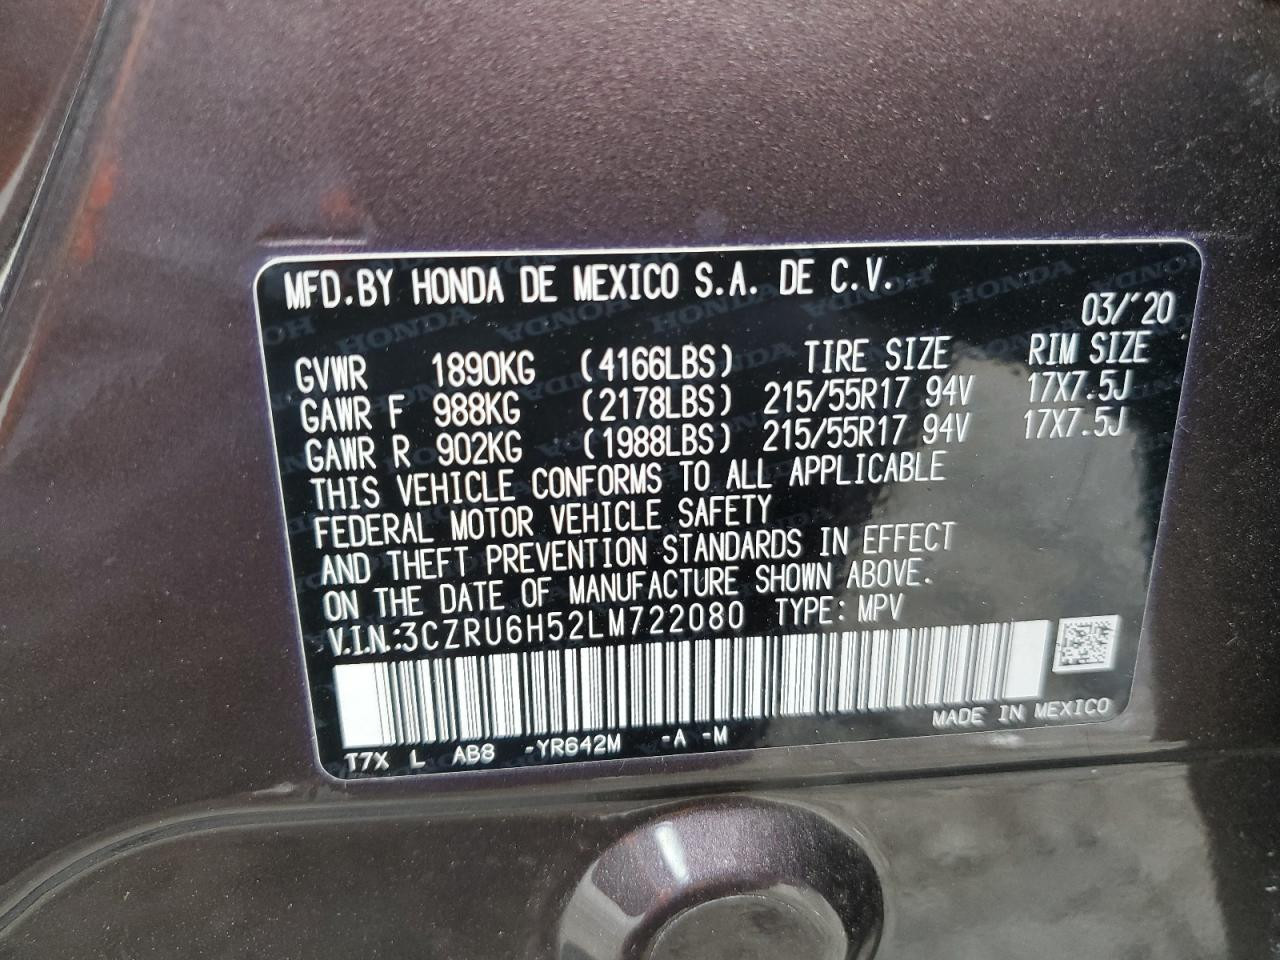 MFD.BY HONDA DE MEXICO S.A. DE C.V.
03/'20
GVWR 1890KG (4166LBS) TIRE SIZE RIM SIZE
GAWR F 988KG (2178LBS) 215/55R17 94V 17X7.5J
GAWR R 902KG (1988LBS) 215/55R17 94V 17X7.5J
THIS VEHICLE CONFORMS TO ALL APPLICABLE
FEDERAL MOTOR VEHICLE SAFETY
AND THEFT PREVENTION STANDARDS IN EFFECT
ON THE DATE OF MANUFACTURE SHOWN ABOVE.
V.I.N.:3CZRU6H52LM722080 TYPE: MPV
MADE IN MEXICO
T7X L AB8 -YR642M -A -M